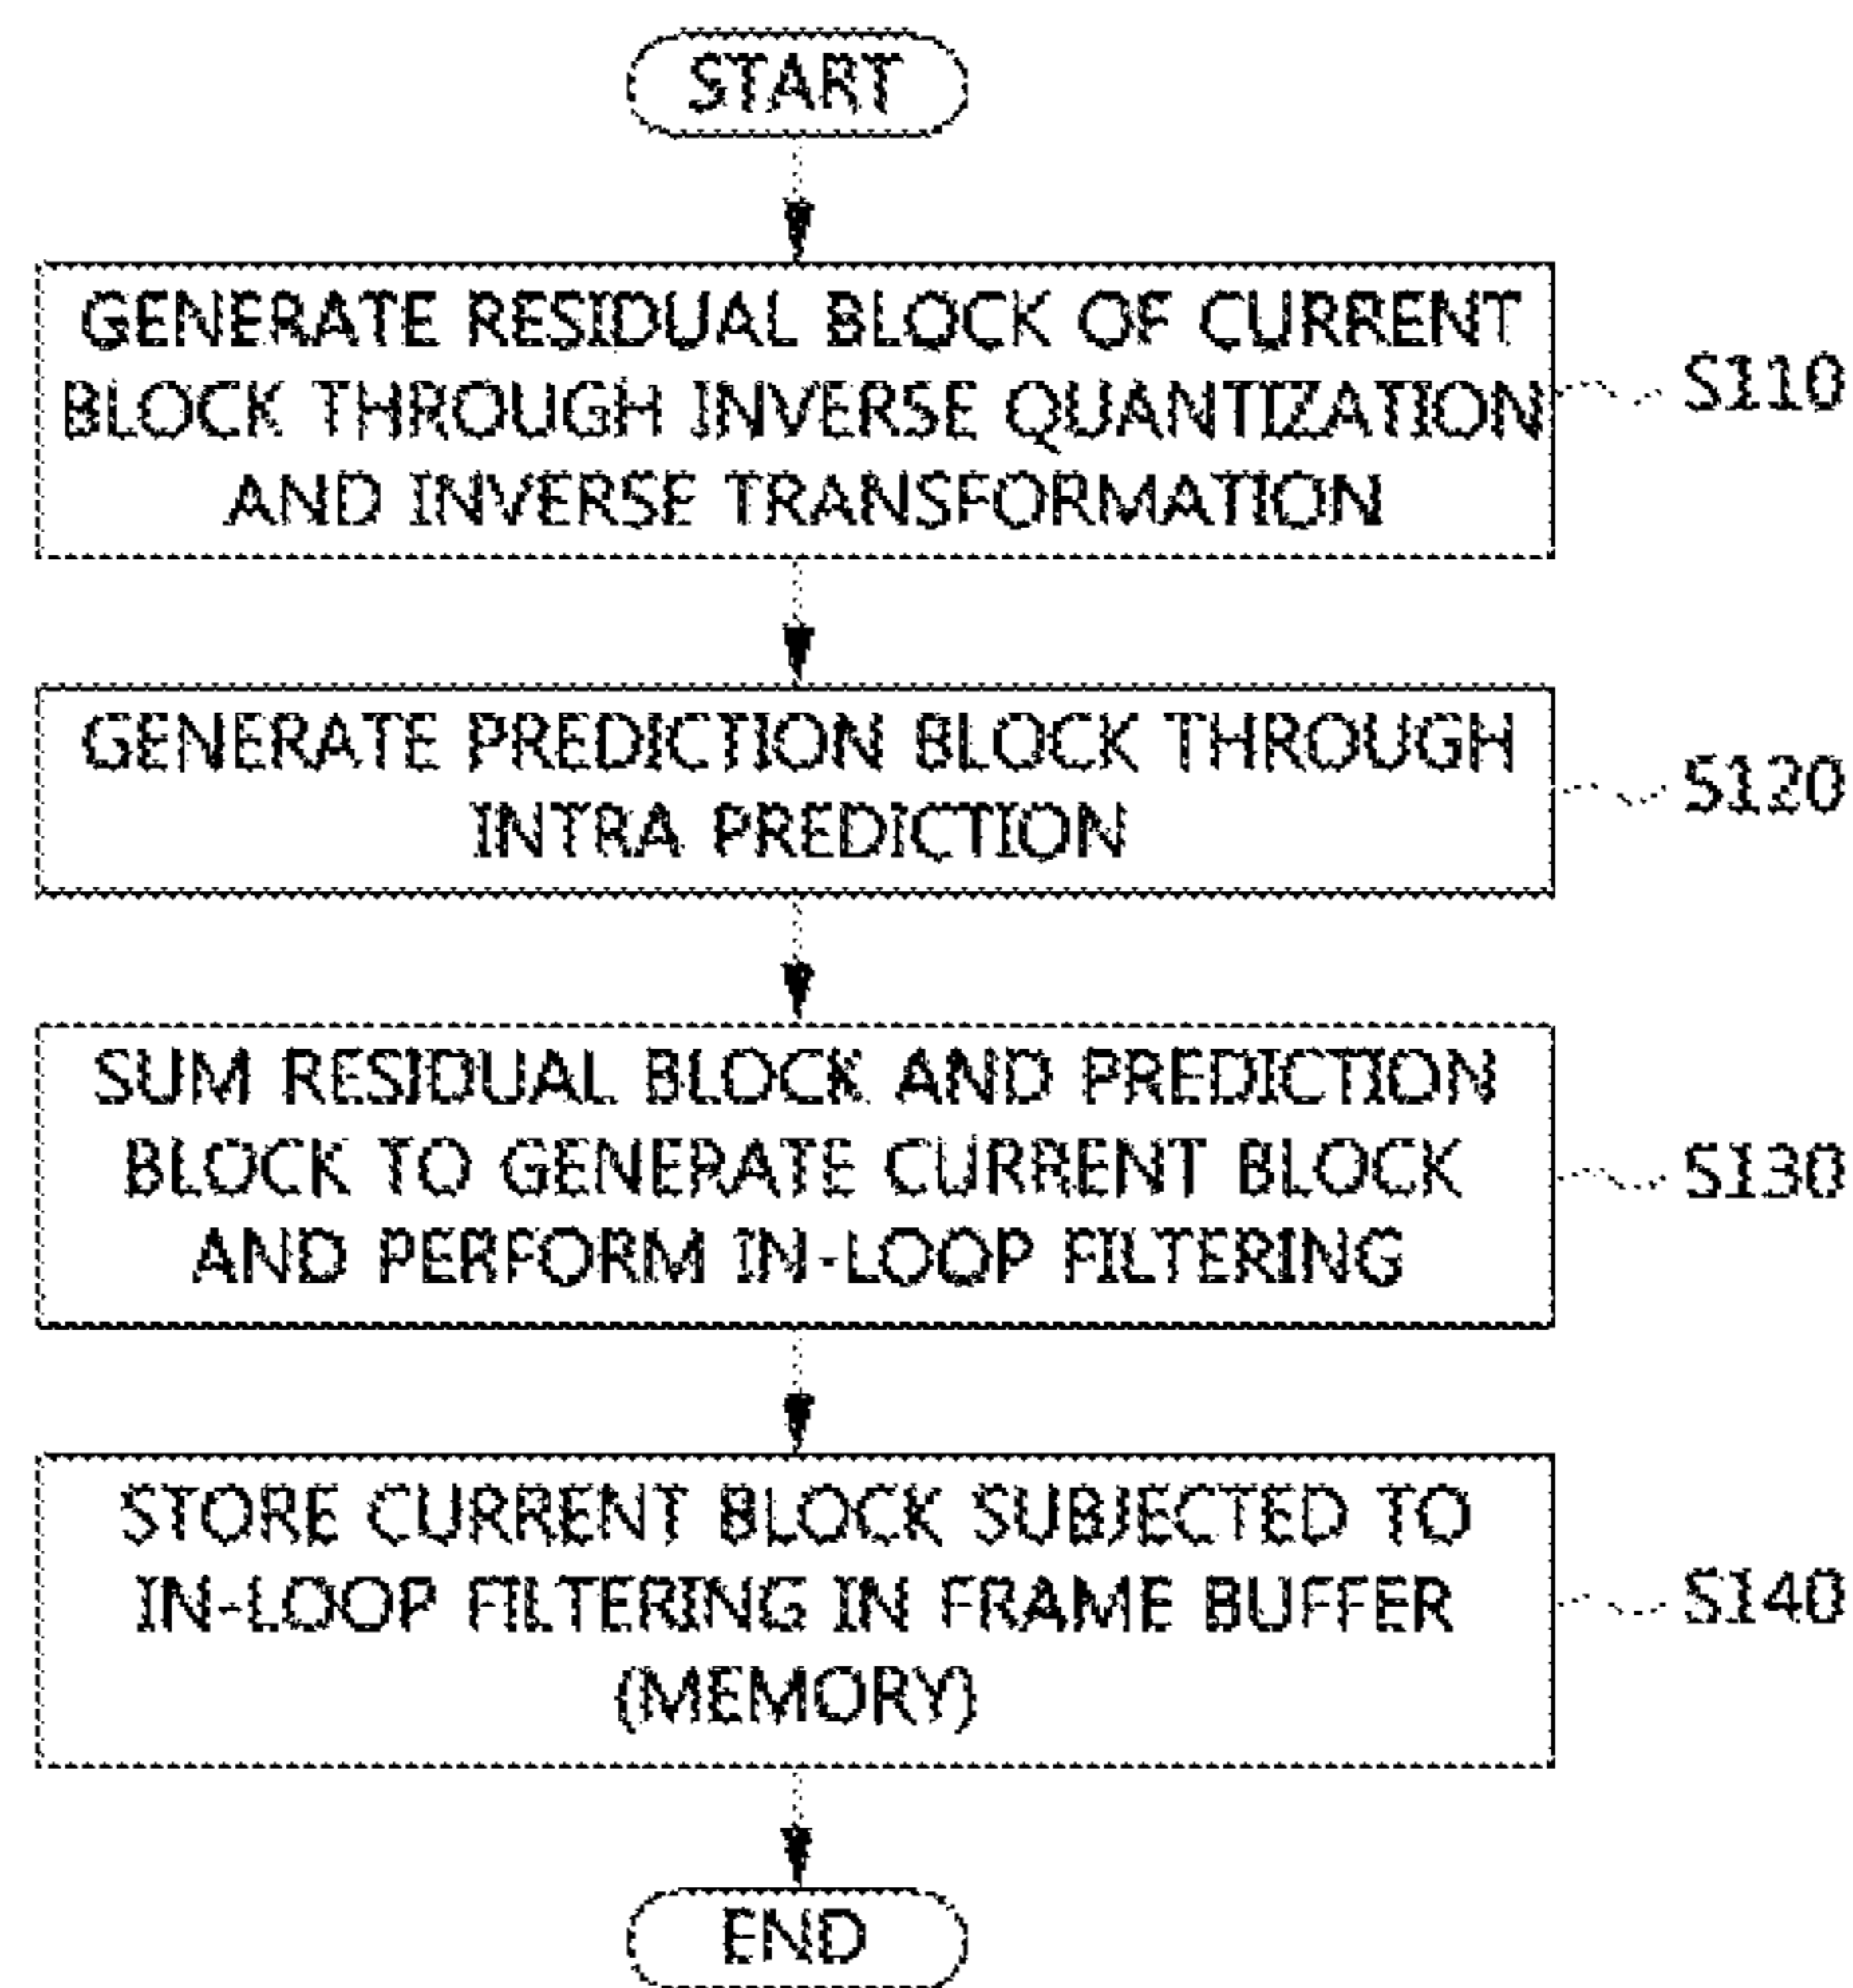 START
GENERATE RESIDUAL BLOCK OF CURRENT
BLOCK THROUGH INVERSE QUANTIZATION
AND INVERSE TRANSFORMATION
S110
GENERATE PREDICTION BLOCK THROUGH
INTRA PREDICTION
S120
SUM RESIDUAL BLOCK AND PREDICTION
BLOCK TO GENERATE CURRENT BLOCK
AND PERFORM IN-LOOP FILTERING
S130
STORE CURRENT BLOCK SUBJECTED TO
IN-LOOP FILTERING IN FRAME BUFFER
(MEMORY)
S140
END